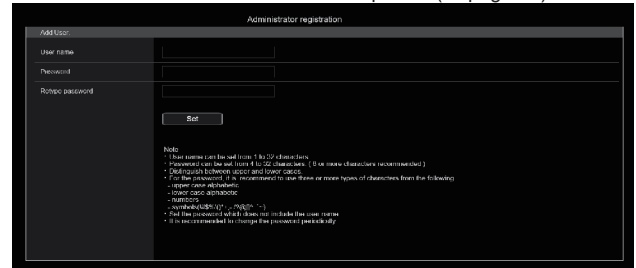 Administrator registration
Add User.
User name
Password
Retype password
Set
Note
・User name can be set from 1 to 32 characters.
・Password can be set from 4 to 32 characters. ( 8 or more characters recommended )
・Distinguish between upper and lower cases.
・For the password, it is recommend to use three or more types of characters from the following
- upper case alphabetic
- lower case alphabetic
- numbers
- symbols
・Set the password which does not include the user name
・It is recommended to change the password periodically